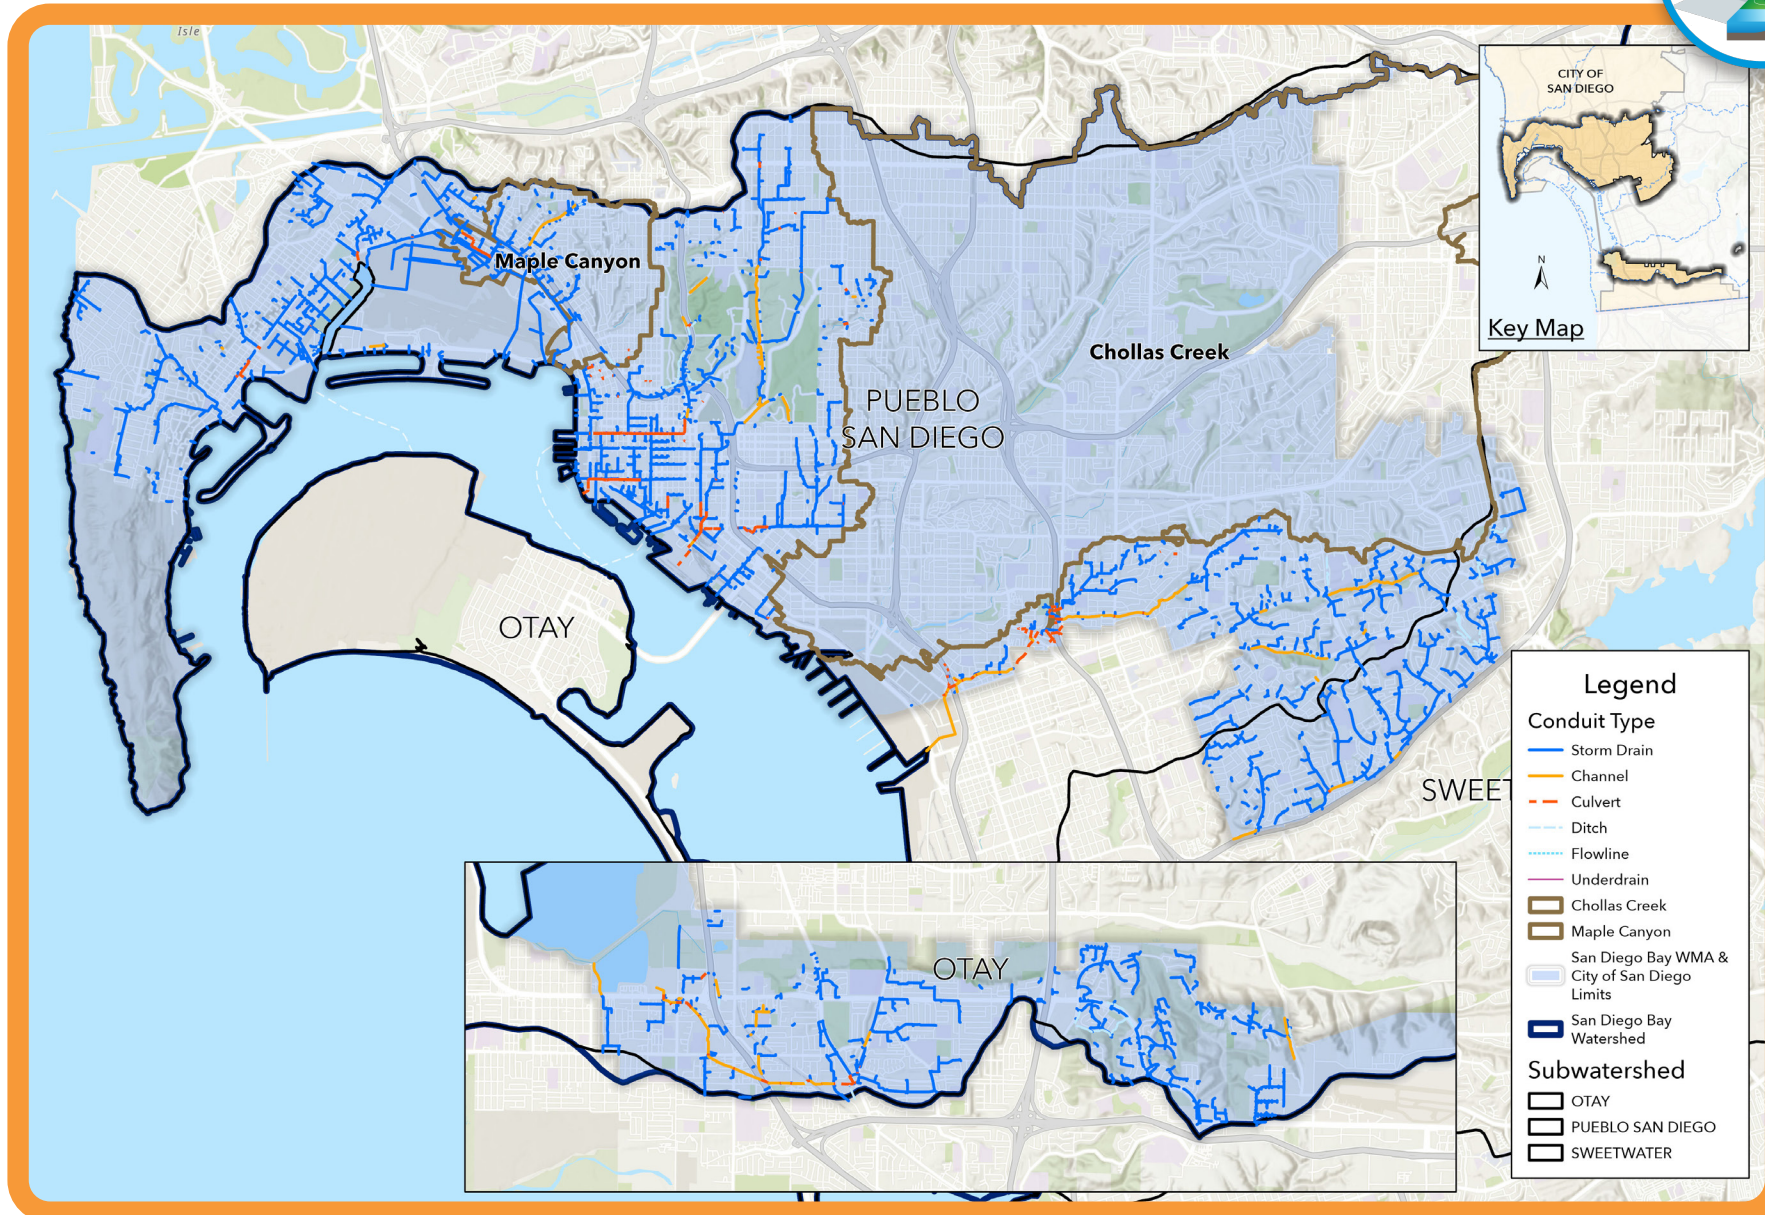 Isle
CITY OF
SAN DIEGO
N
Key Map
Maple Canyon
Chollas Creek
PUEBLO
SAN DIEGO
OTAY
SWEET
OTAY
Legend
Conduit Type
Storm Drain
Channel
Culvert
Ditch
Flowline
Underdrain
Chollas Creek
Maple Canyon
San Diego Bay WMA &
City of San Diego
Limits
San Diego Bay
Watershed
Subwatershed
OTAY
PUEBLO SAN DIEGO
SWEETWATER